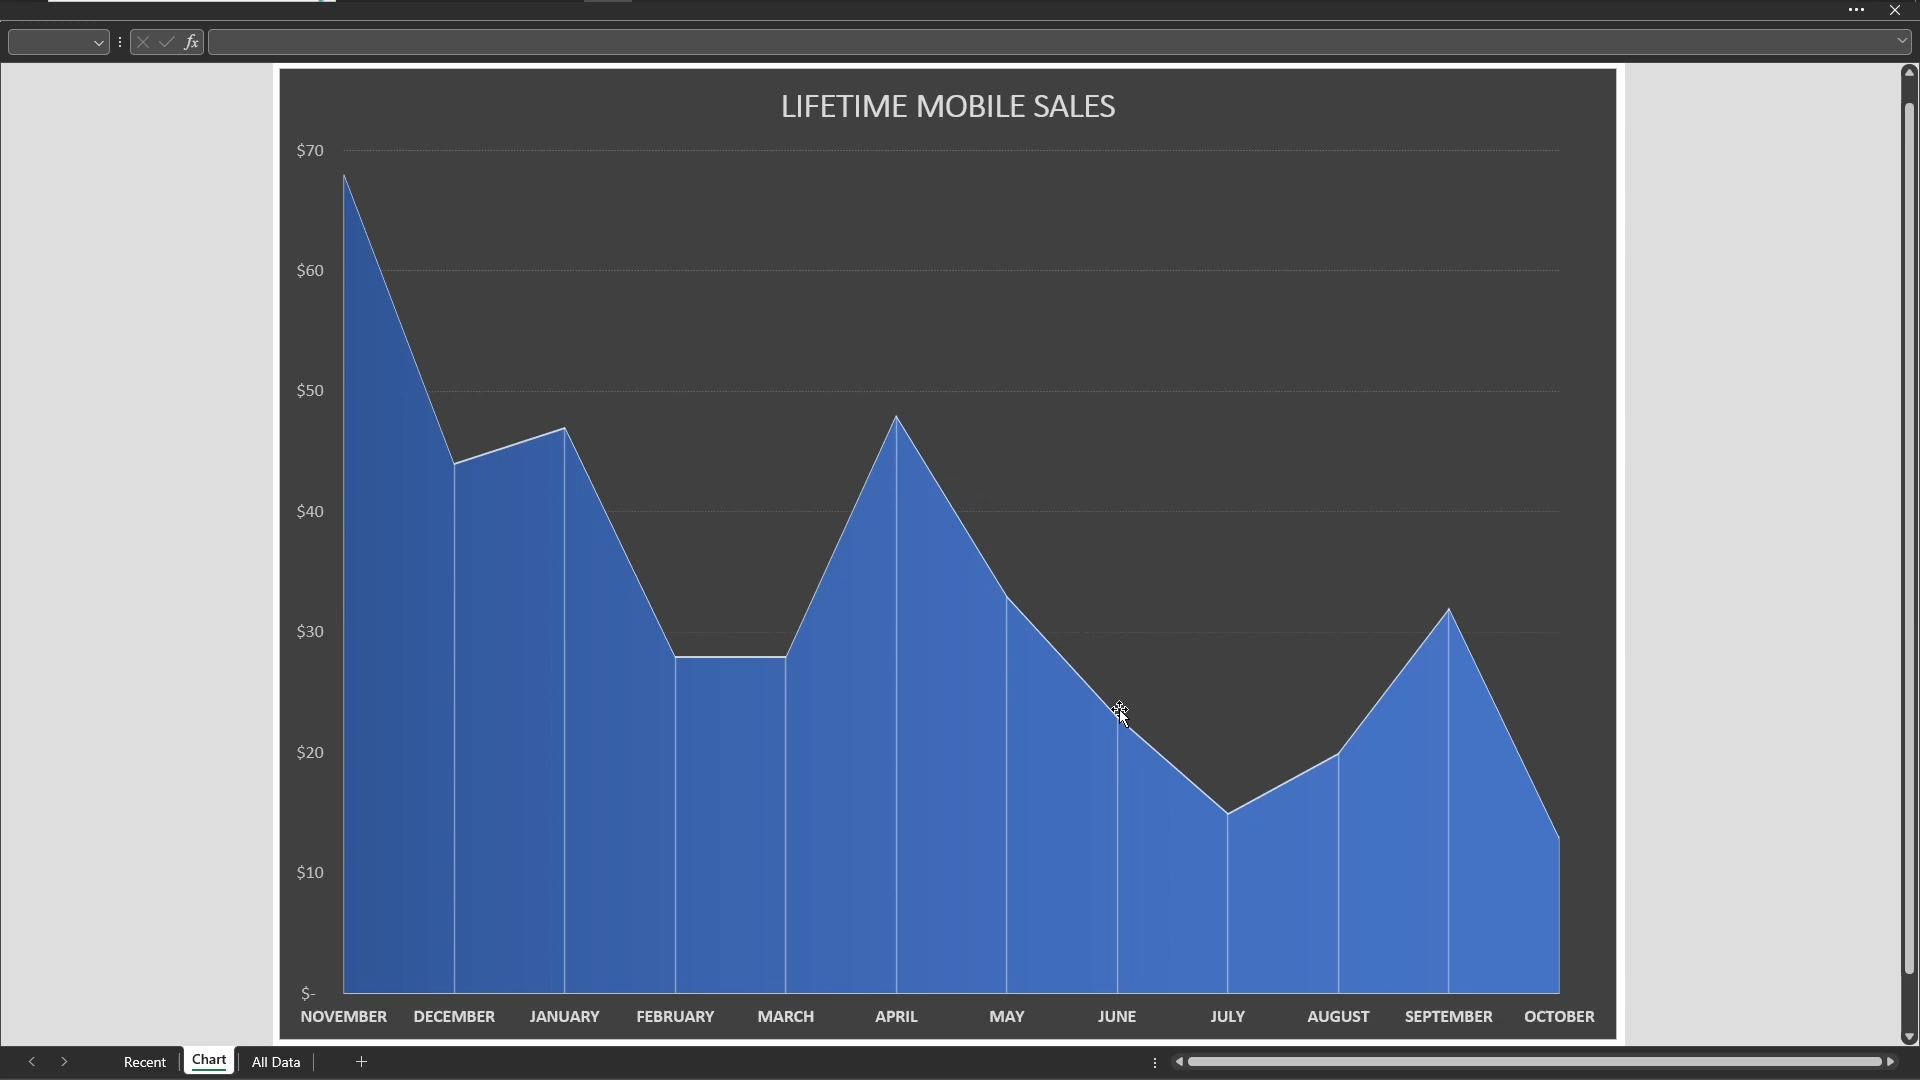 fx
LIFETIME MOBILE SALES
$70
$60
$50
$40
$30
$20
$10
$-
NOVEMBER DECEMBER JANUARY FEBRUARY MARCH APRIL MAY JUNE JULY AUGUST SEPTEMBER OCTOBER
Recent Chart All Data